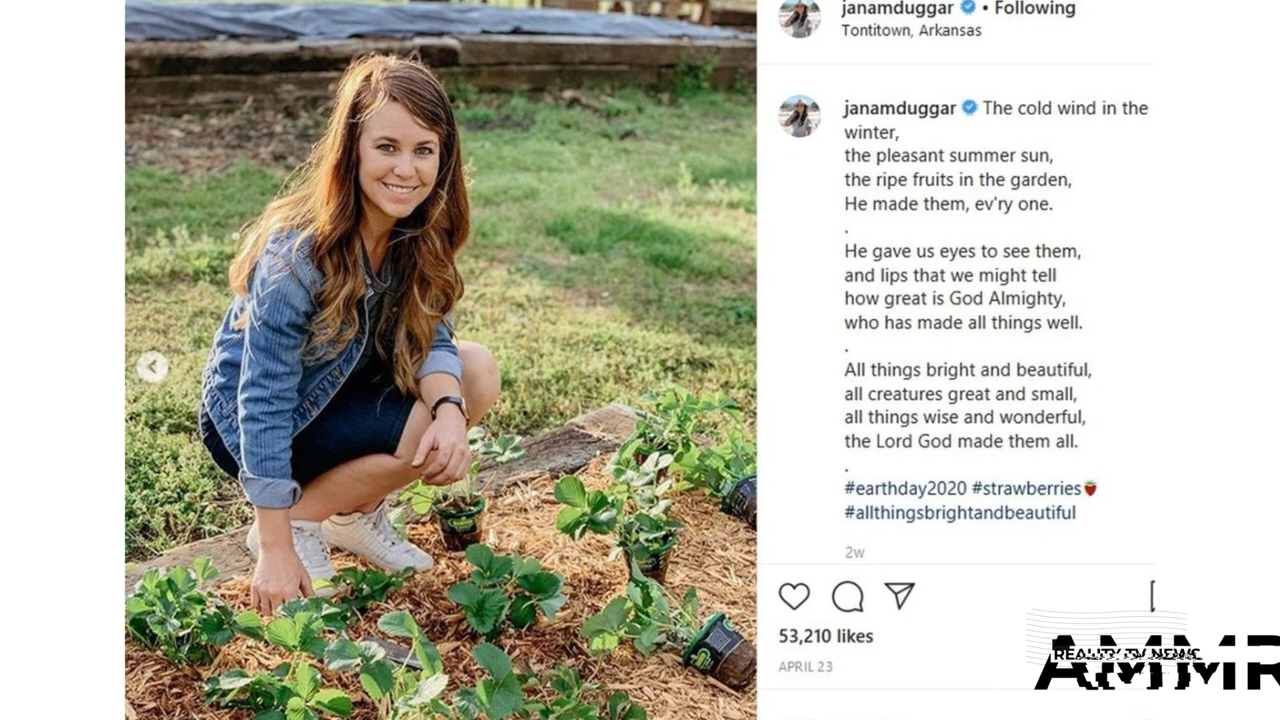 janamduggar • Following
Tontitown, Arkansas
janamduggar The cold wind in the
winter,
the pleasant summer sun,
the ripe fruits in the garden,
He made them, ev'ry one.
.
He gave us eyes to see them,
and lips that we might tell
how great is God Almighty,
who has made all things well.
.
All things bright and beautiful,
all creatures great and small,
all things wise and wonderful,
the Lord God made them all.
.
#earthday2020 #strawberries🍓
#allthingsbrightandbeautiful
2w
53,210 likes
APRIL 23
AMMR
REALITY TV NEWS